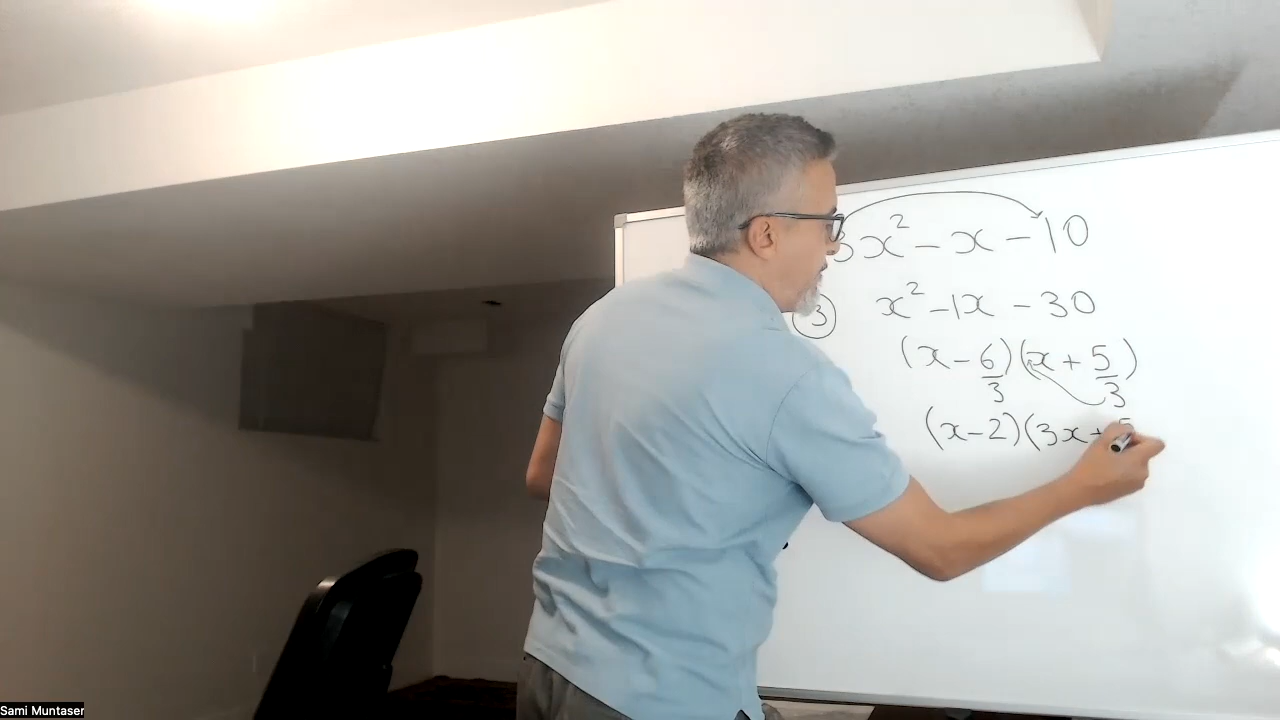 3x² - x - 10
③ x² - 1x - 30
(x - 6/3)(x + 5/3)
(x - 2)(3x + 5
Sami Muntaser